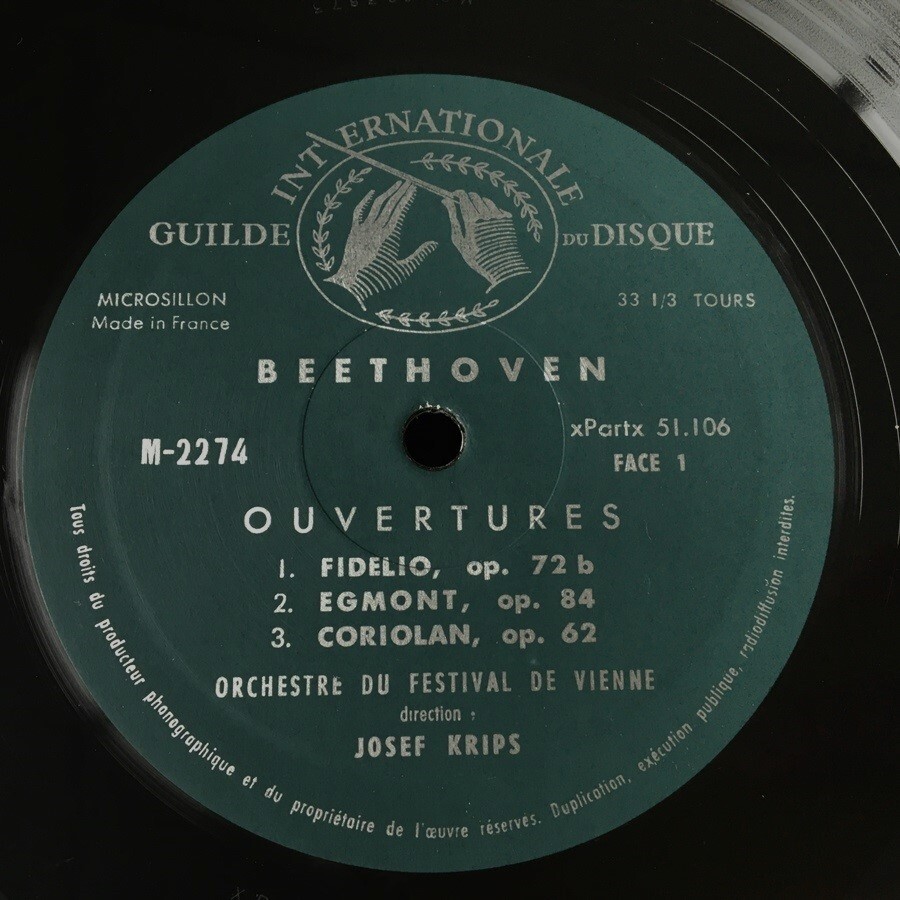 INTERNATIONALE
GUILDE DU DISQUE
MICROSILLON
Made in France
33 1/3 TOURS
BEETHOVEN
M-2274
xPartx 51.106
FACE 1
OUVERTURES
1. FIDELIO, op. 72 b
2. EGMONT, op. 84
3. CORIOLAN, op. 62
ORCHESTRE DU FESTIVAL DE VIENNE
direction :
JOSEF KRIPS
Tous droits du producteur phonographique et du propriétaire de l'œuvre réservés. Duplication, exécution publique, radiodiffusion interdites.